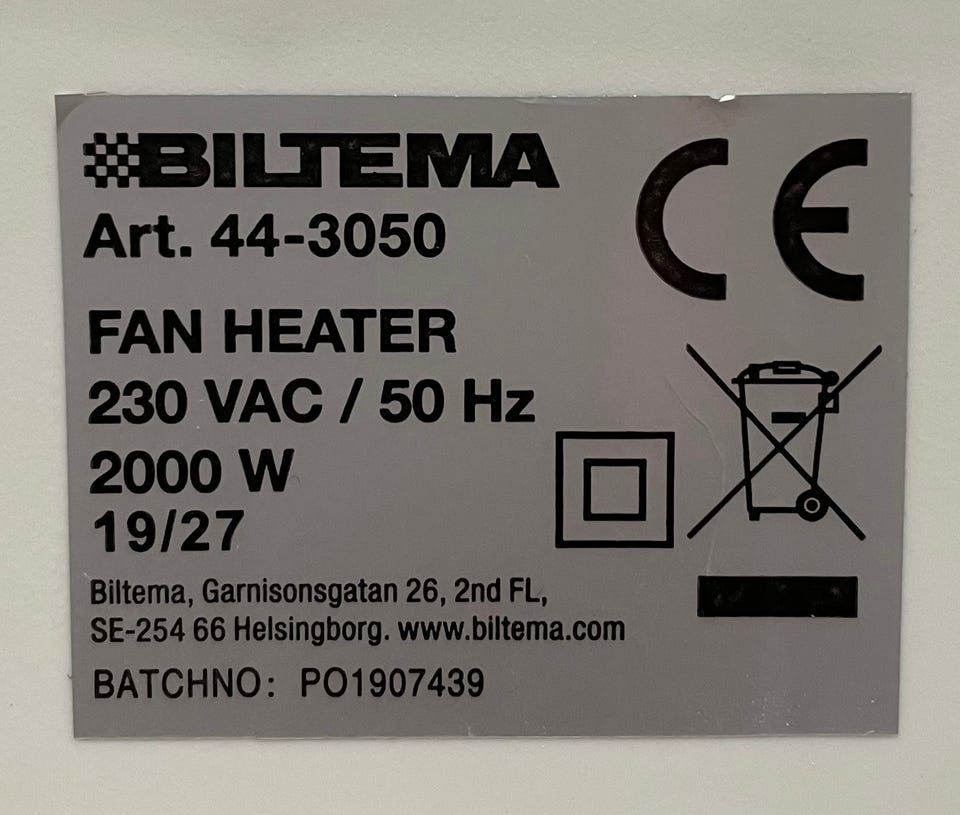 BILTEMA
Art. 44-3050
CE
FAN HEATER
230 VAC / 50 Hz
2000 W
19/27
Biltema, Garnisonsgatan 26, 2nd FL,
SE-254 66 Helsingborg. www.biltema.com
BATCHNO: PO1907439